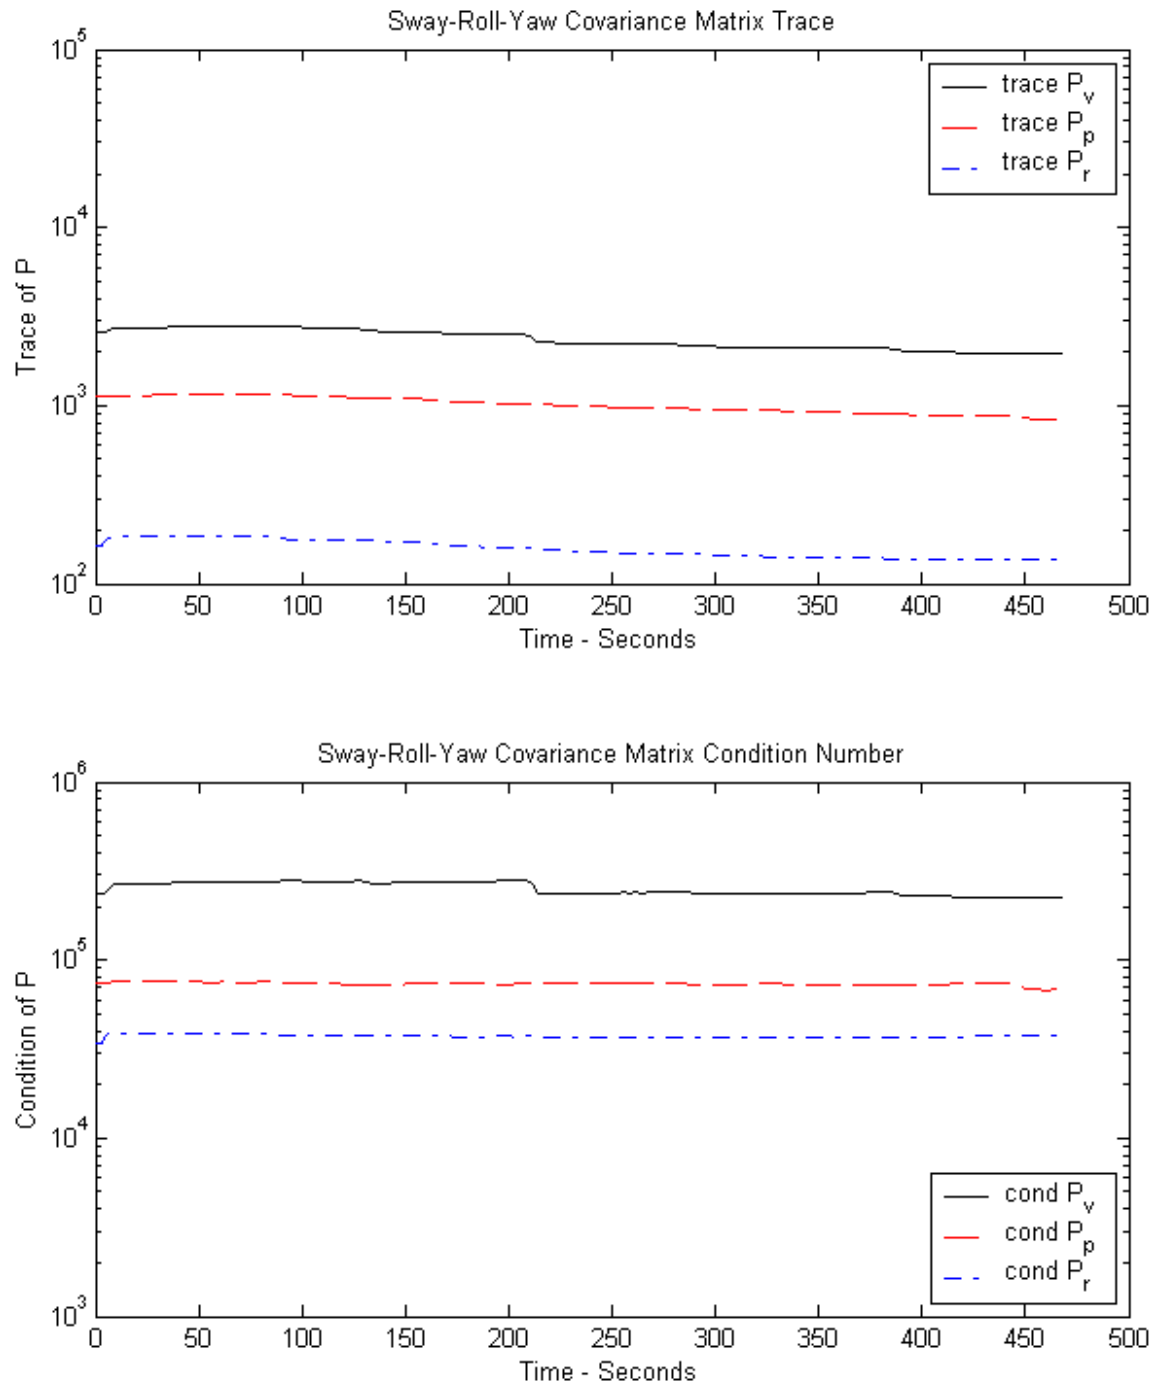 Sway-Roll-Yaw Covariance Matrix Trace
10^5
10^4
10^3
10^2
Trace of P
trace P_v
trace P_p
trace P_r
0 50 100 150 200 250 300 350 400 450 500
Time - Seconds
Sway-Roll-Yaw Covariance Matrix Condition Number
10^6
10^5
10^4
10^3
Condition of P
cond P_v
cond P_p
cond P_r
0 50 100 150 200 250 300 350 400 450 500
Time - Seconds